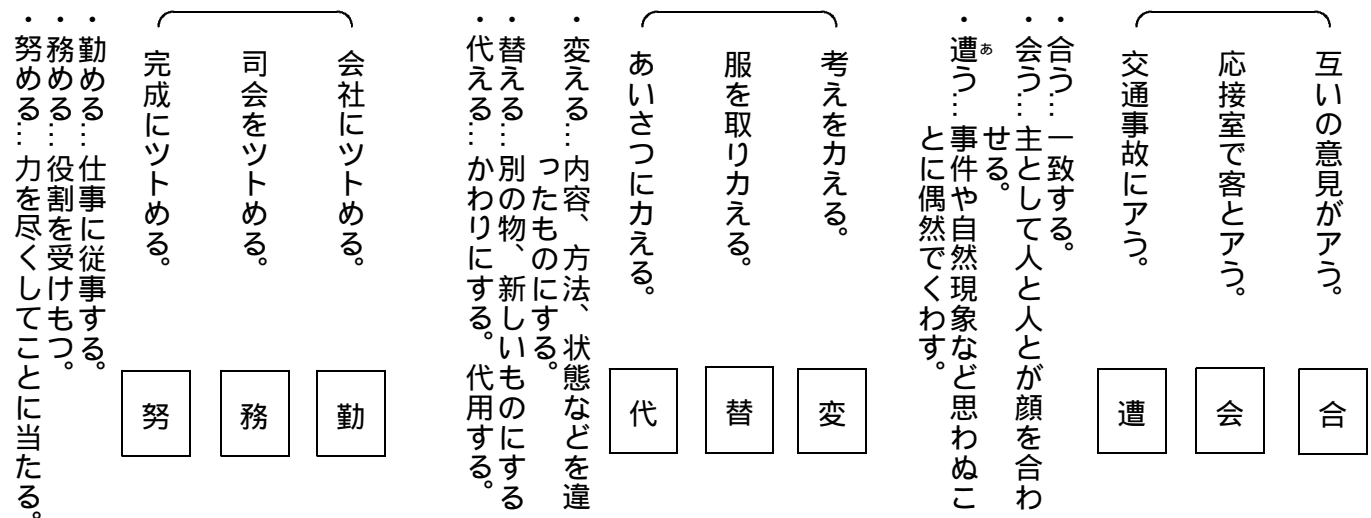 互いの意見がアう。
合
応接室で客とアう。
会
交通事故にアう。
遭
・合う…一致する。
・会う…主として人と人とが顔を合わ
せる。
・遭う…事件や自然現象など思わぬこ
あ
とに偶然でくわす。
考えをカえる。
変
服を取りカえる。
替
あいさつにカえる。
代
・変える…内容、方法、状態などを違
ったものにする。
・替える…別の物、新しいものにする
・代える…かわりにする。代用する。
会社にツトめる。
勤
司会をツトめる。
務
完成にツトめる。
努
・勤める…仕事に従事する。
・務める…役割を受けもつ。
・努める…力を尽くしてことに当たる。